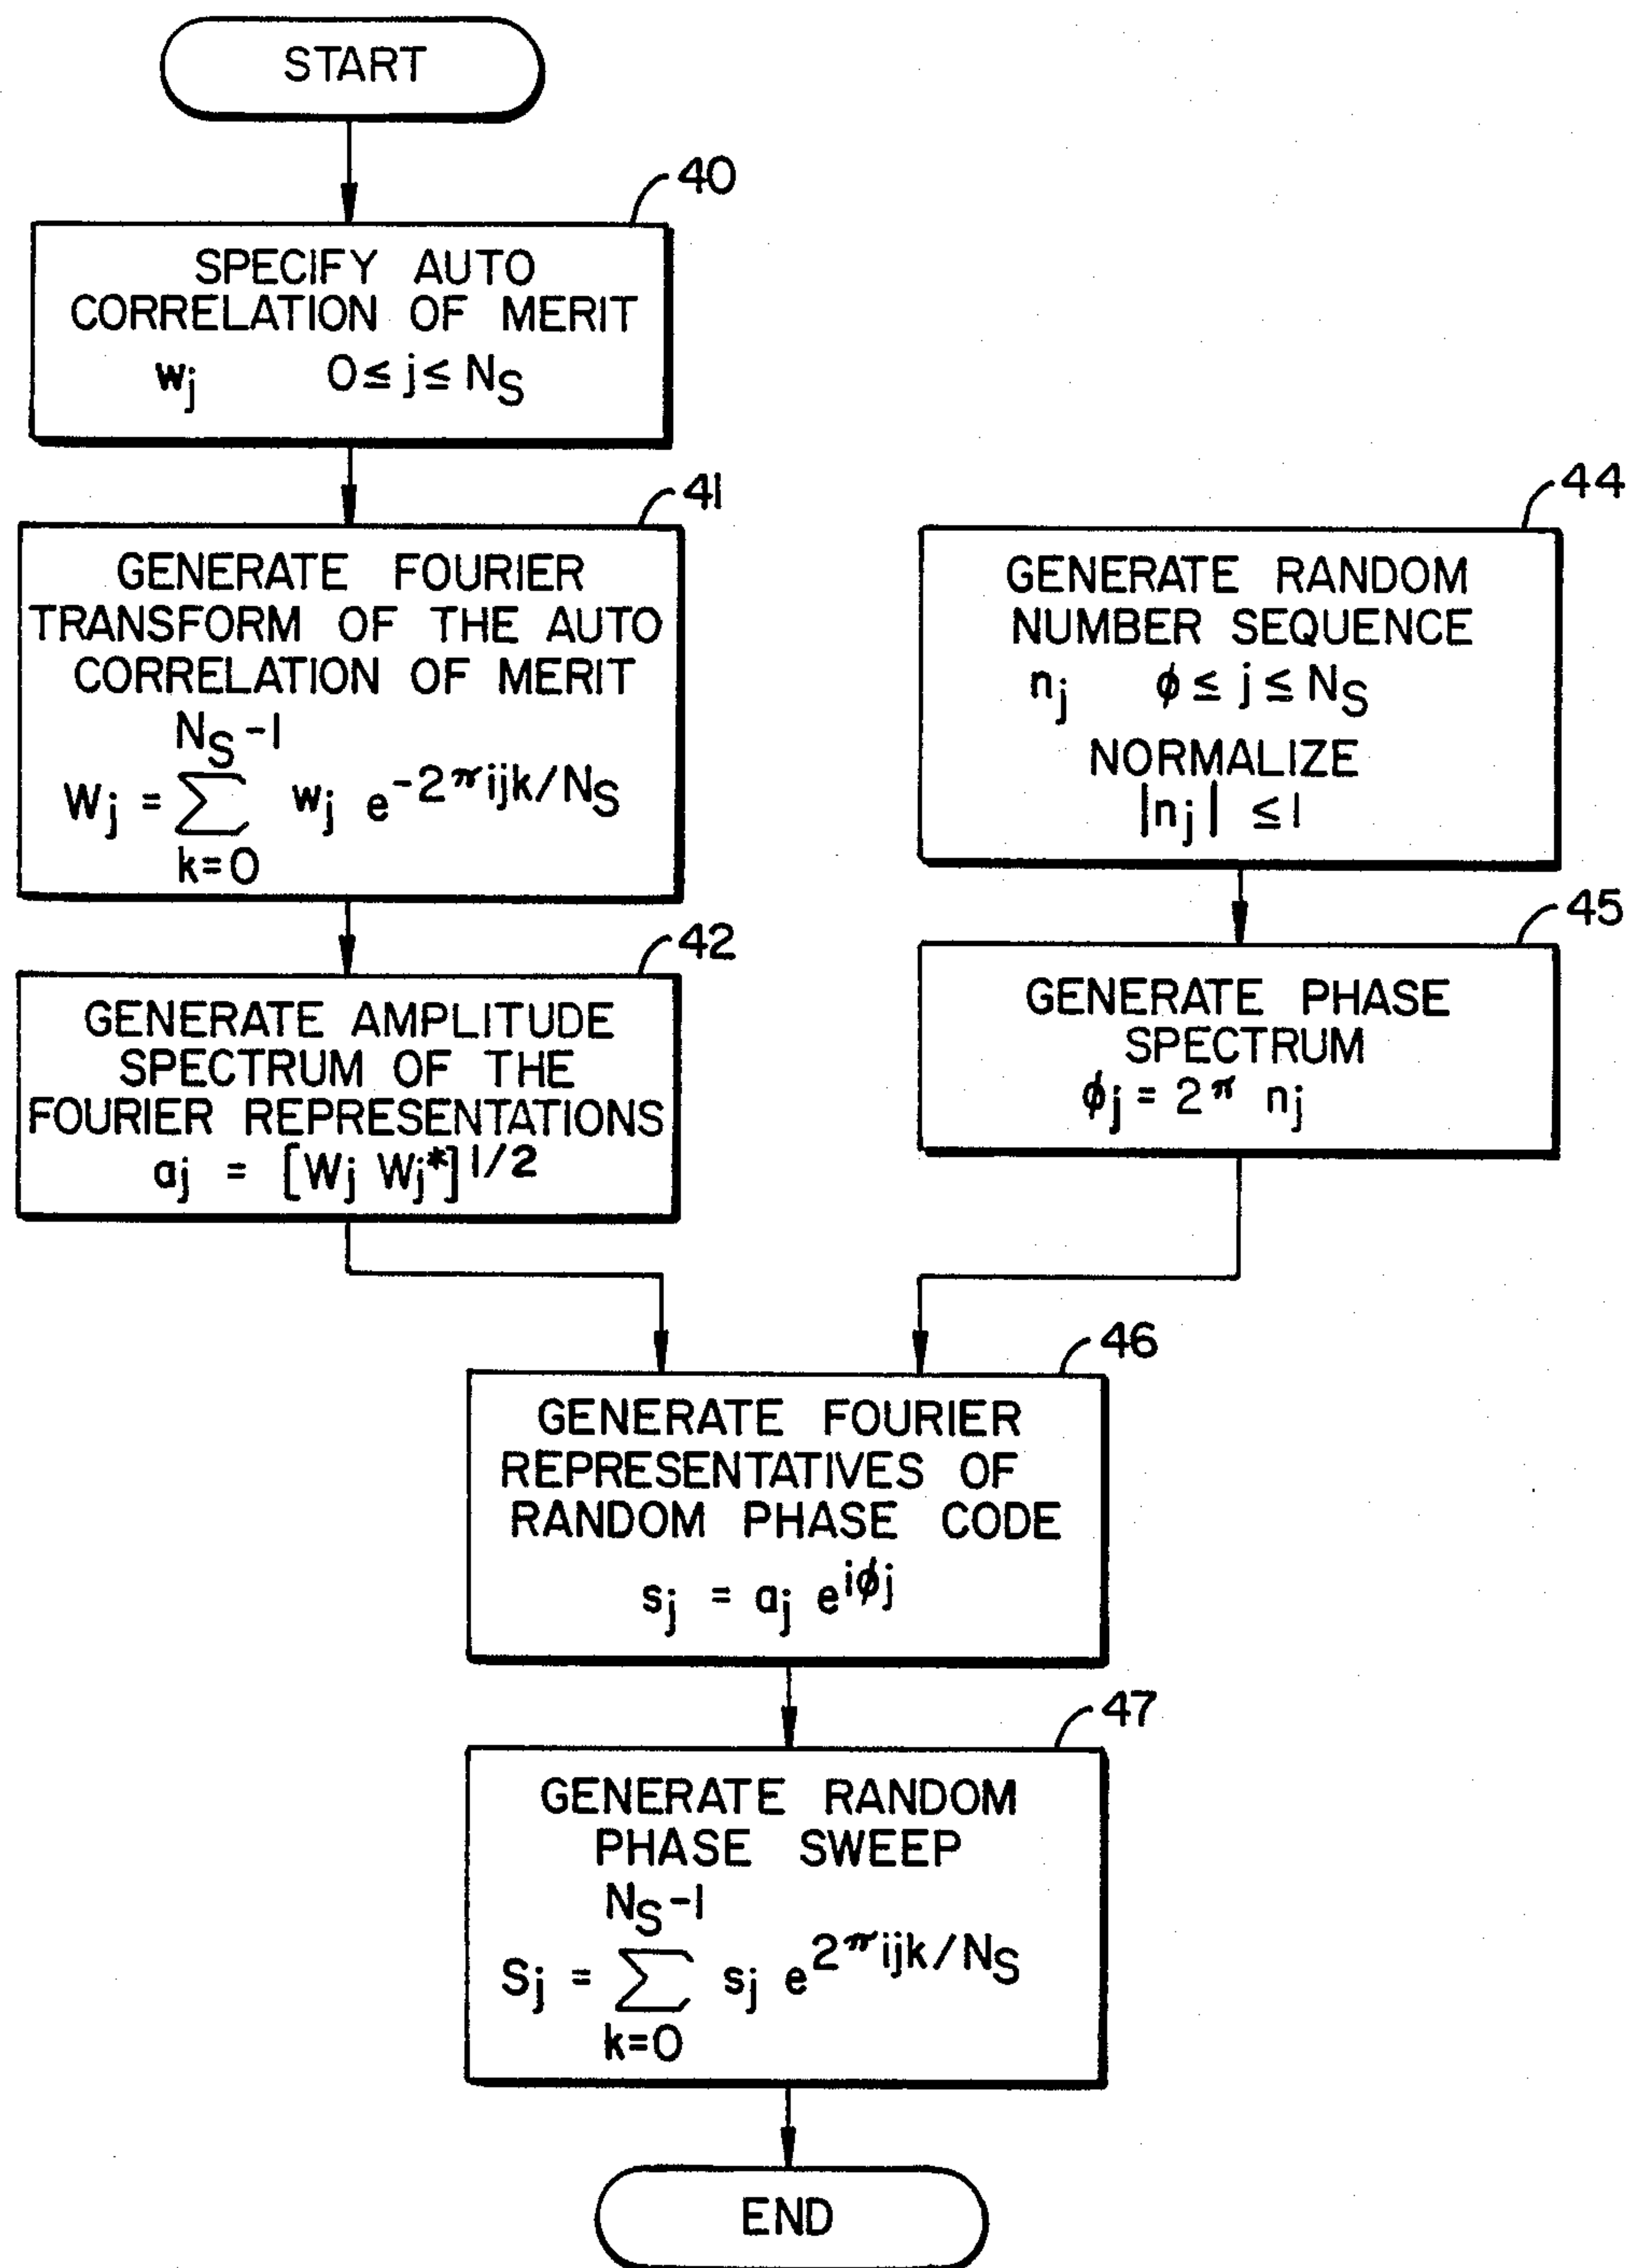 START
40
SPECIFY AUTO
CORRELATION OF MERIT
wj 0 ≤ j ≤ NS
41
GENERATE FOURIER
TRANSFORM OF THE AUTO
CORRELATION OF MERIT
NS-1
Wj = ∑ wj e-2πijk/NS
k=0
42
GENERATE AMPLITUDE
SPECTRUM OF THE
FOURIER REPRESENTATIONS
aj = [Wj Wj*]1/2
44
GENERATE RANDOM
NUMBER SEQUENCE
nj ϕ ≤ j ≤ NS
NORMALIZE
|nj| ≤ 1
45
GENERATE PHASE
SPECTRUM
ϕj = 2π nj
46
GENERATE FOURIER
REPRESENTATIVES OF
RANDOM PHASE CODE
sj = aj eiϕj
47
GENERATE RANDOM
PHASE SWEEP
NS-1
Sj = ∑ sj e2πijk/NS
k=0
END